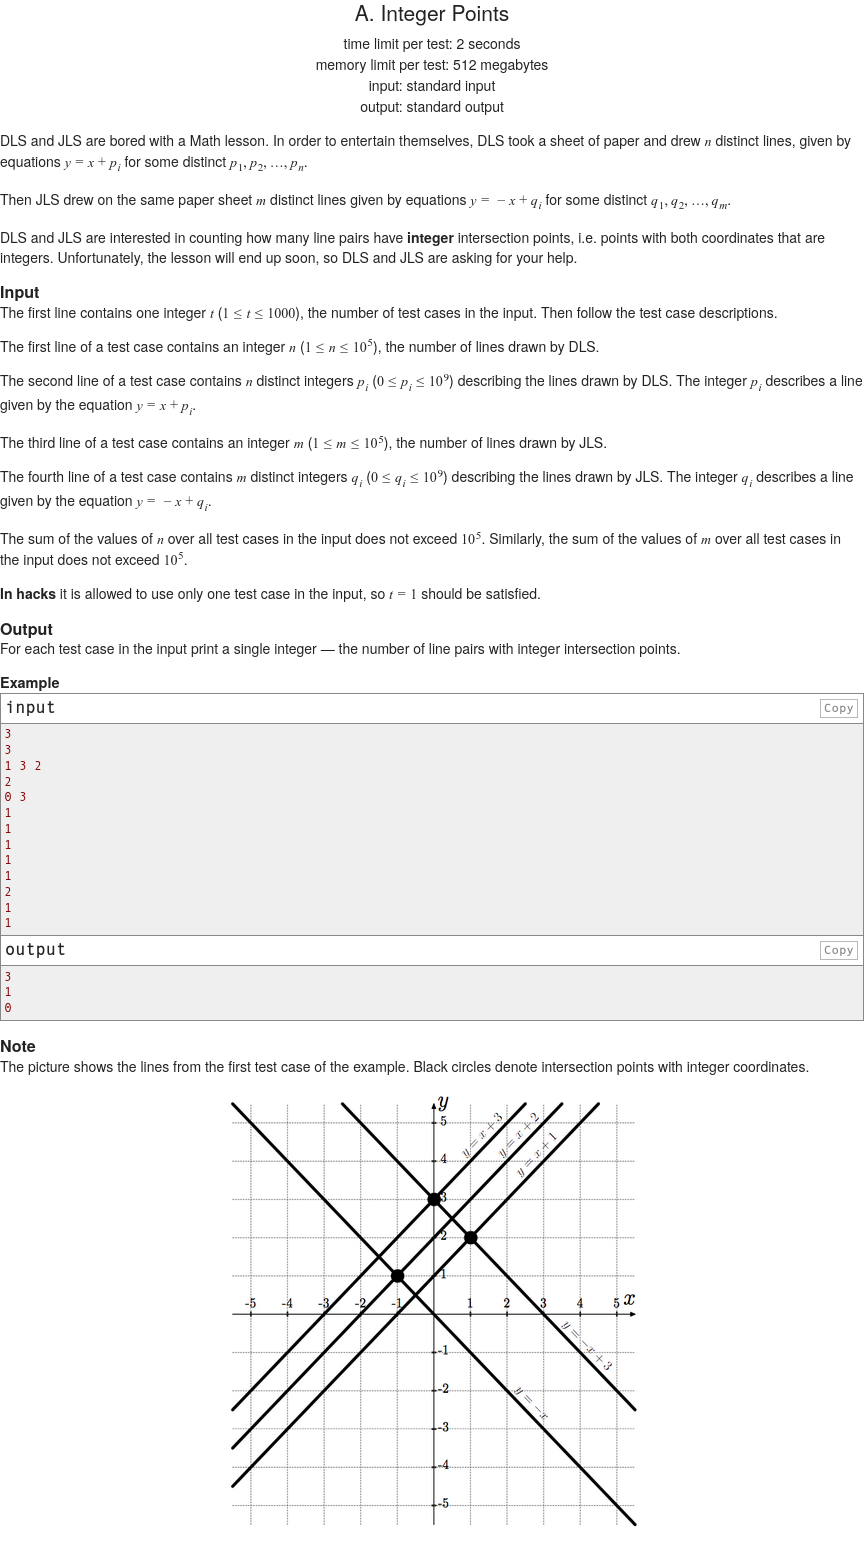 A. Integer Points
time limit per test: 2 seconds
memory limit per test: 512 megabytes
input: standard input
output: standard output
DLS and JLS are bored with a Math lesson. In order to entertain themselves, DLS took a sheet of paper and drew n distinct lines, given by
equations y = x + p_i for some distinct p_1, p_2, …, p_n.
Then JLS drew on the same paper sheet m distinct lines given by equations y = − x + q_i for some distinct q_1, q_2, …, q_m.
DLS and JLS are interested in counting how many line pairs have integer intersection points, i.e. points with both coordinates that are
integers. Unfortunately, the lesson will end up soon, so DLS and JLS are asking for your help.
Input
The first line contains one integer t (1 ≤ t ≤ 1000), the number of test cases in the input. Then follow the test case descriptions.
The first line of a test case contains an integer n (1 ≤ n ≤ 10^5), the number of lines drawn by DLS.
The second line of a test case contains n distinct integers p_i (0 ≤ p_i ≤ 10^9) describing the lines drawn by DLS. The integer p_i describes a line
given by the equation y = x + p_i.
The third line of a test case contains an integer m (1 ≤ m ≤ 10^5), the number of lines drawn by JLS.
The fourth line of a test case contains m distinct integers q_i (0 ≤ q_i ≤ 10^9) describing the lines drawn by JLS. The integer q_i describes a line
given by the equation y = − x + q_i.
The sum of the values of n over all test cases in the input does not exceed 10^5. Similarly, the sum of the values of m over all test cases in
the input does not exceed 10^5.
In hacks it is allowed to use only one test case in the input, so t = 1 should be satisfied.
Output
For each test case in the input print a single integer — the number of line pairs with integer intersection points.
Example
input Copy
3
3
1 3 2
2
0 3
1
1
1
1
1
2
1
1
output Copy
3
1
0
Note
The picture shows the lines from the first test case of the example. Black circles denote intersection points with integer coordinates.
y
5
y = x + 3
y = x + 2
y = x + 1
4
3
2
1
-5 -4 -3 -2 -1 1 2 3 4 5 x
y = −x + 3
-1
-2
y = −x
-3
-4
-5